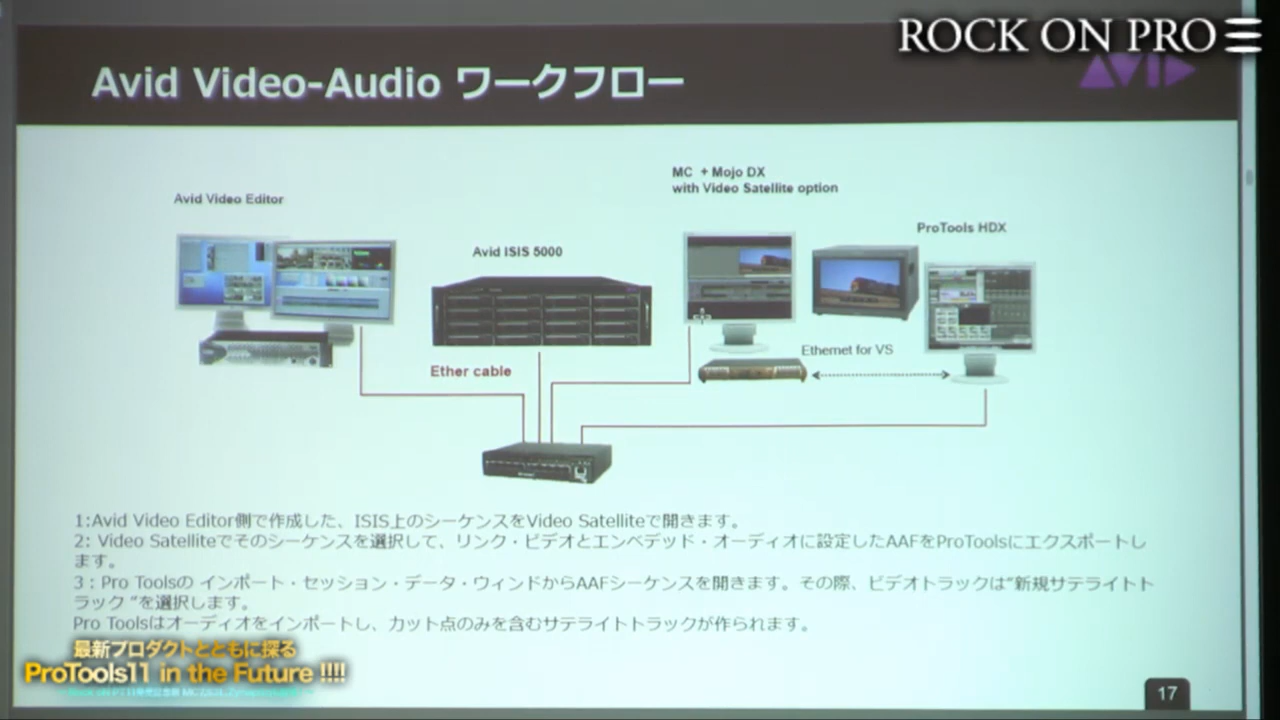 ROCK ON PRO
AVID
Avid Video-Audio ワークフロー
MC + Mojo DX
with Video Satellite option
Avid Video Editor
ProTools HDX
Avid ISIS 5000
Ethernet for VS
Ether cable
1:Avid Video Editor側で作成した、ISIS上のシーケンスをVideo Satelliteで開きます。
2: Video Satelliteでそのシーケンスを選択して、リンク・ビデオとエンベデッド・オーディオに設定したAAFをProToolsにエクスポートし
ます。
3：Pro Toolsの インポート・セッション・データ・ウィンドからAAFシーケンスを開きます。その際、ビデオトラックは"新規サテライトト
ラック "を選択します。
Pro Toolsはオーディオをインポートし、カット点のみを含むサテライトトラックが作られます。
最新プロダクトとともに探る
ProTools11 in the Future !!!!
17